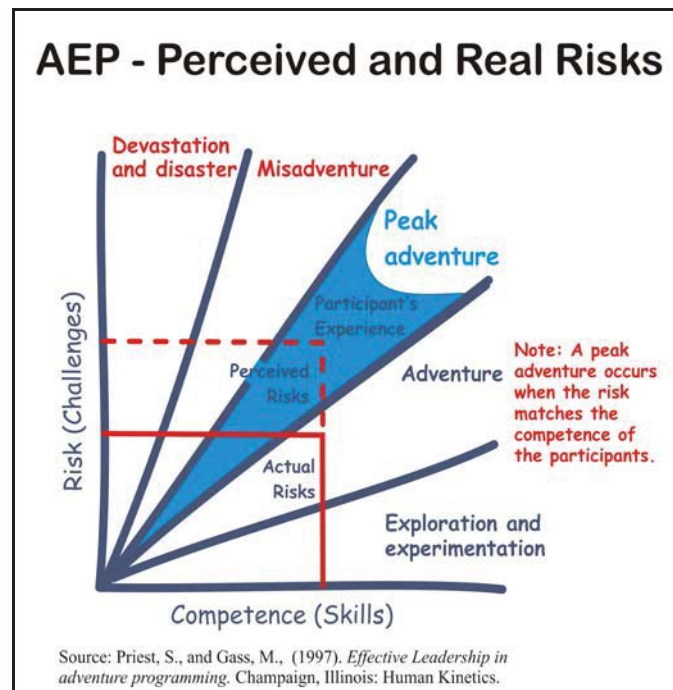 AEP - Perceived and Real Risks
Devastation
and disaster
Misadventure
Peak
adventure
Participant's
Experience
Perceived
Risks
Adventure
Note: A peak
adventure occurs
when the risk
matches the
competence of
the participants.
Risk (Challenges)
Actual
Risks
Exploration and
experimentation
Competence (Skills)
Source: Priest, S., and Gass, M., (1997). Effective Leadership in
adventure programming. Champaign, Illinois: Human Kinetics.